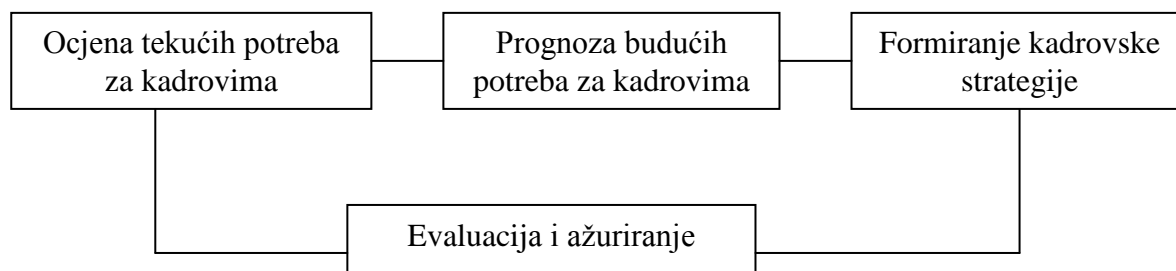 Ocjena tekućih potreba
za kadrovima
Prognoza budućih
potreba za kadrovima
Formiranje kadrovske
strategije
Evaluacija i ažuriranje